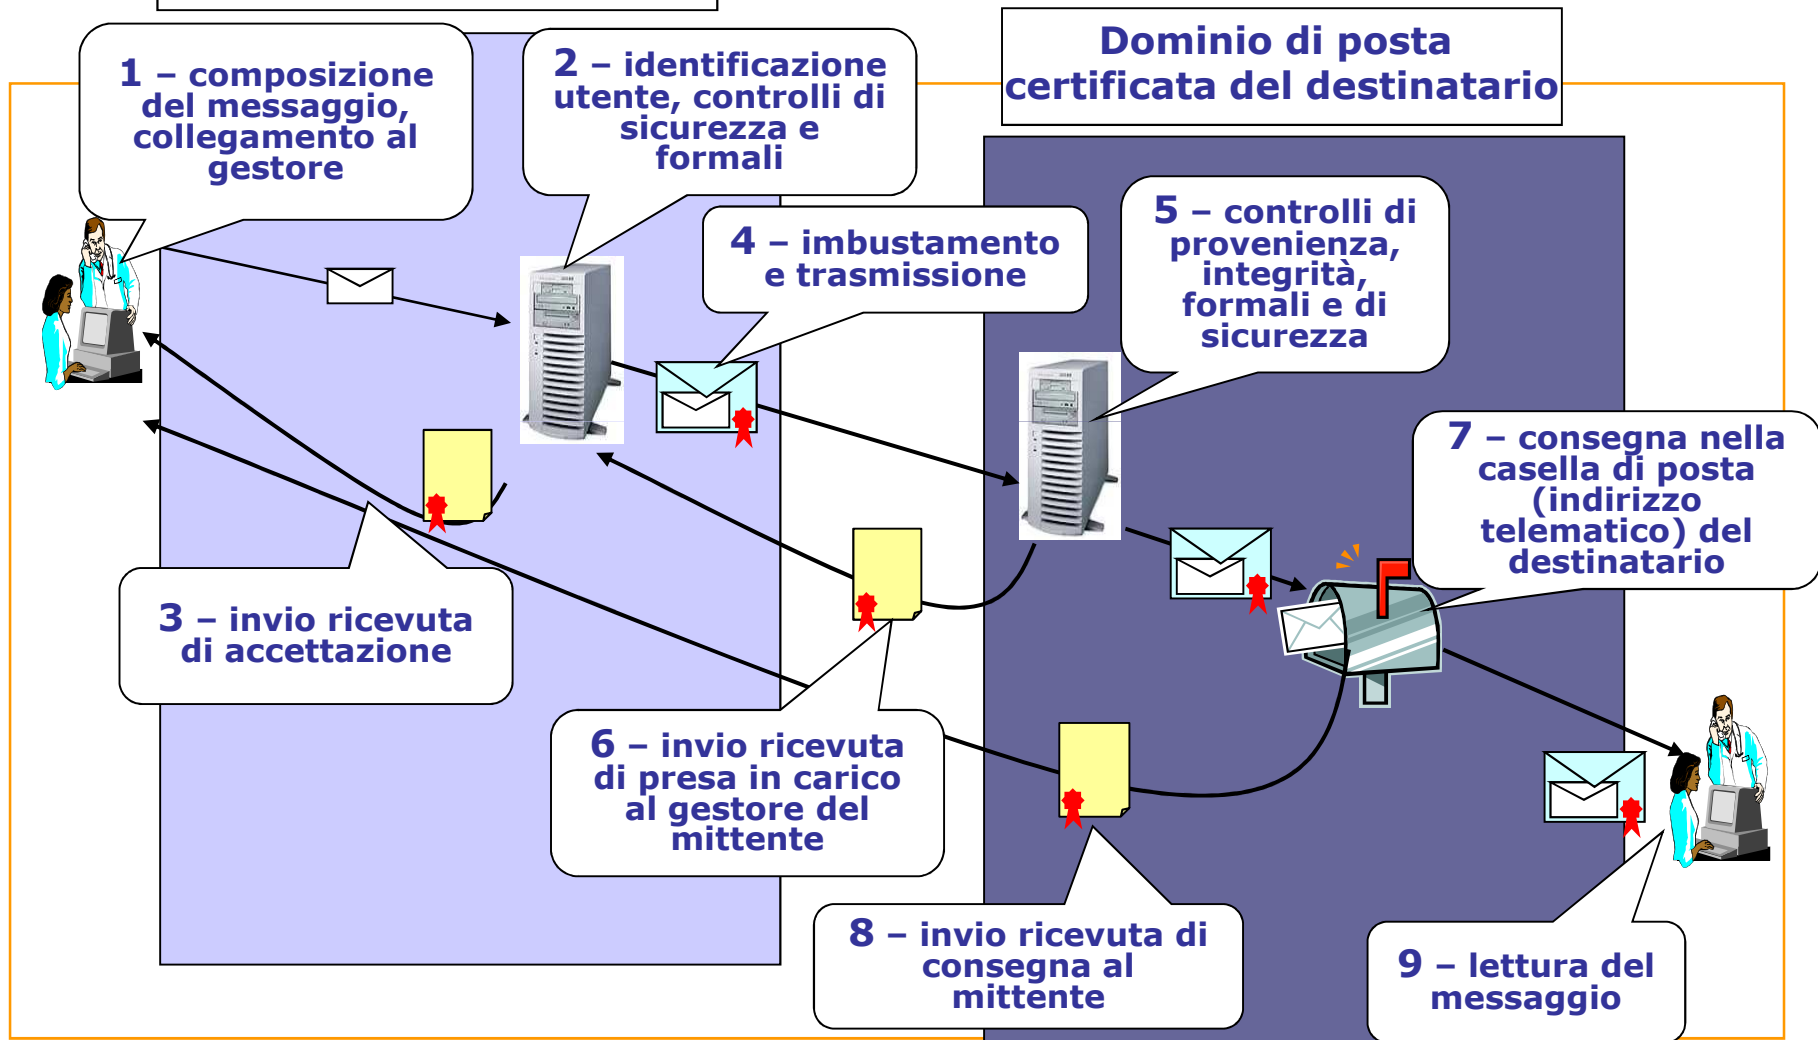 1 – composizione
del messaggio,
collegamento al
gestore
2 – identificazione
utente, controlli di
sicurezza e
formali
Dominio di posta
certificata del destinatario
4 – imbustamento
e trasmissione
5 – controlli di
provenienza,
integrità,
formali e di
sicurezza
7 – consegna nella
casella di posta
(indirizzo
telematico) del
destinatario
3 – invio ricevuta
di accettazione
6 – invio ricevuta
di presa in carico
al gestore del
mittente
8 – invio ricevuta di
consegna al
mittente
9 – lettura del
messaggio